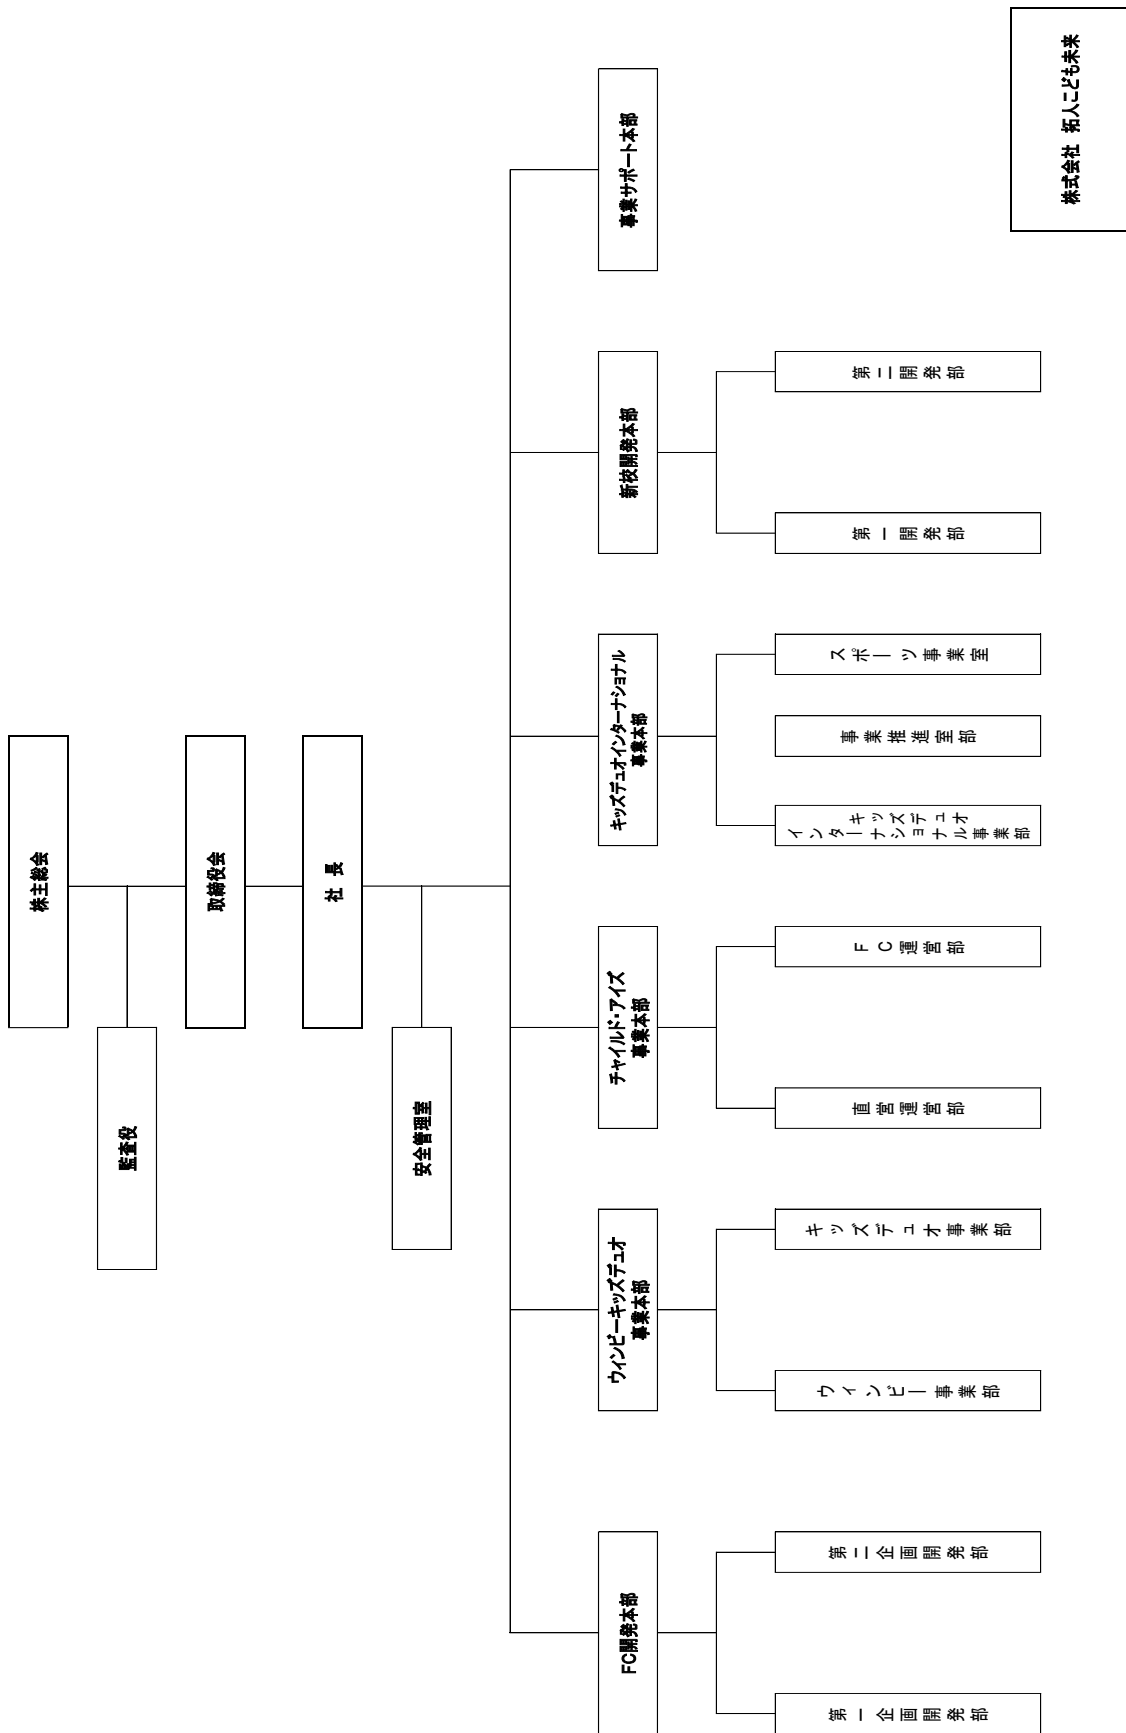 株式会社 拓人こども未来
株主総会
監査役
取締役会
社 長
安全管理室
FC開発本部
ウィンビーキッズデュオ
事業本部
チャイルド・アイズ
事業本部
キッズデュオインターナショナル
事業本部
新校開発本部
事業サポート本部
第一企画開発部
第二企画開発部
ウィンビー事業部
キッズデュオ事業部
直営運営部
FC運営部
キッズデュオ
インターナショナル事業部
事業推進室部
スポーツ事業室
第一開発部
第二開発部